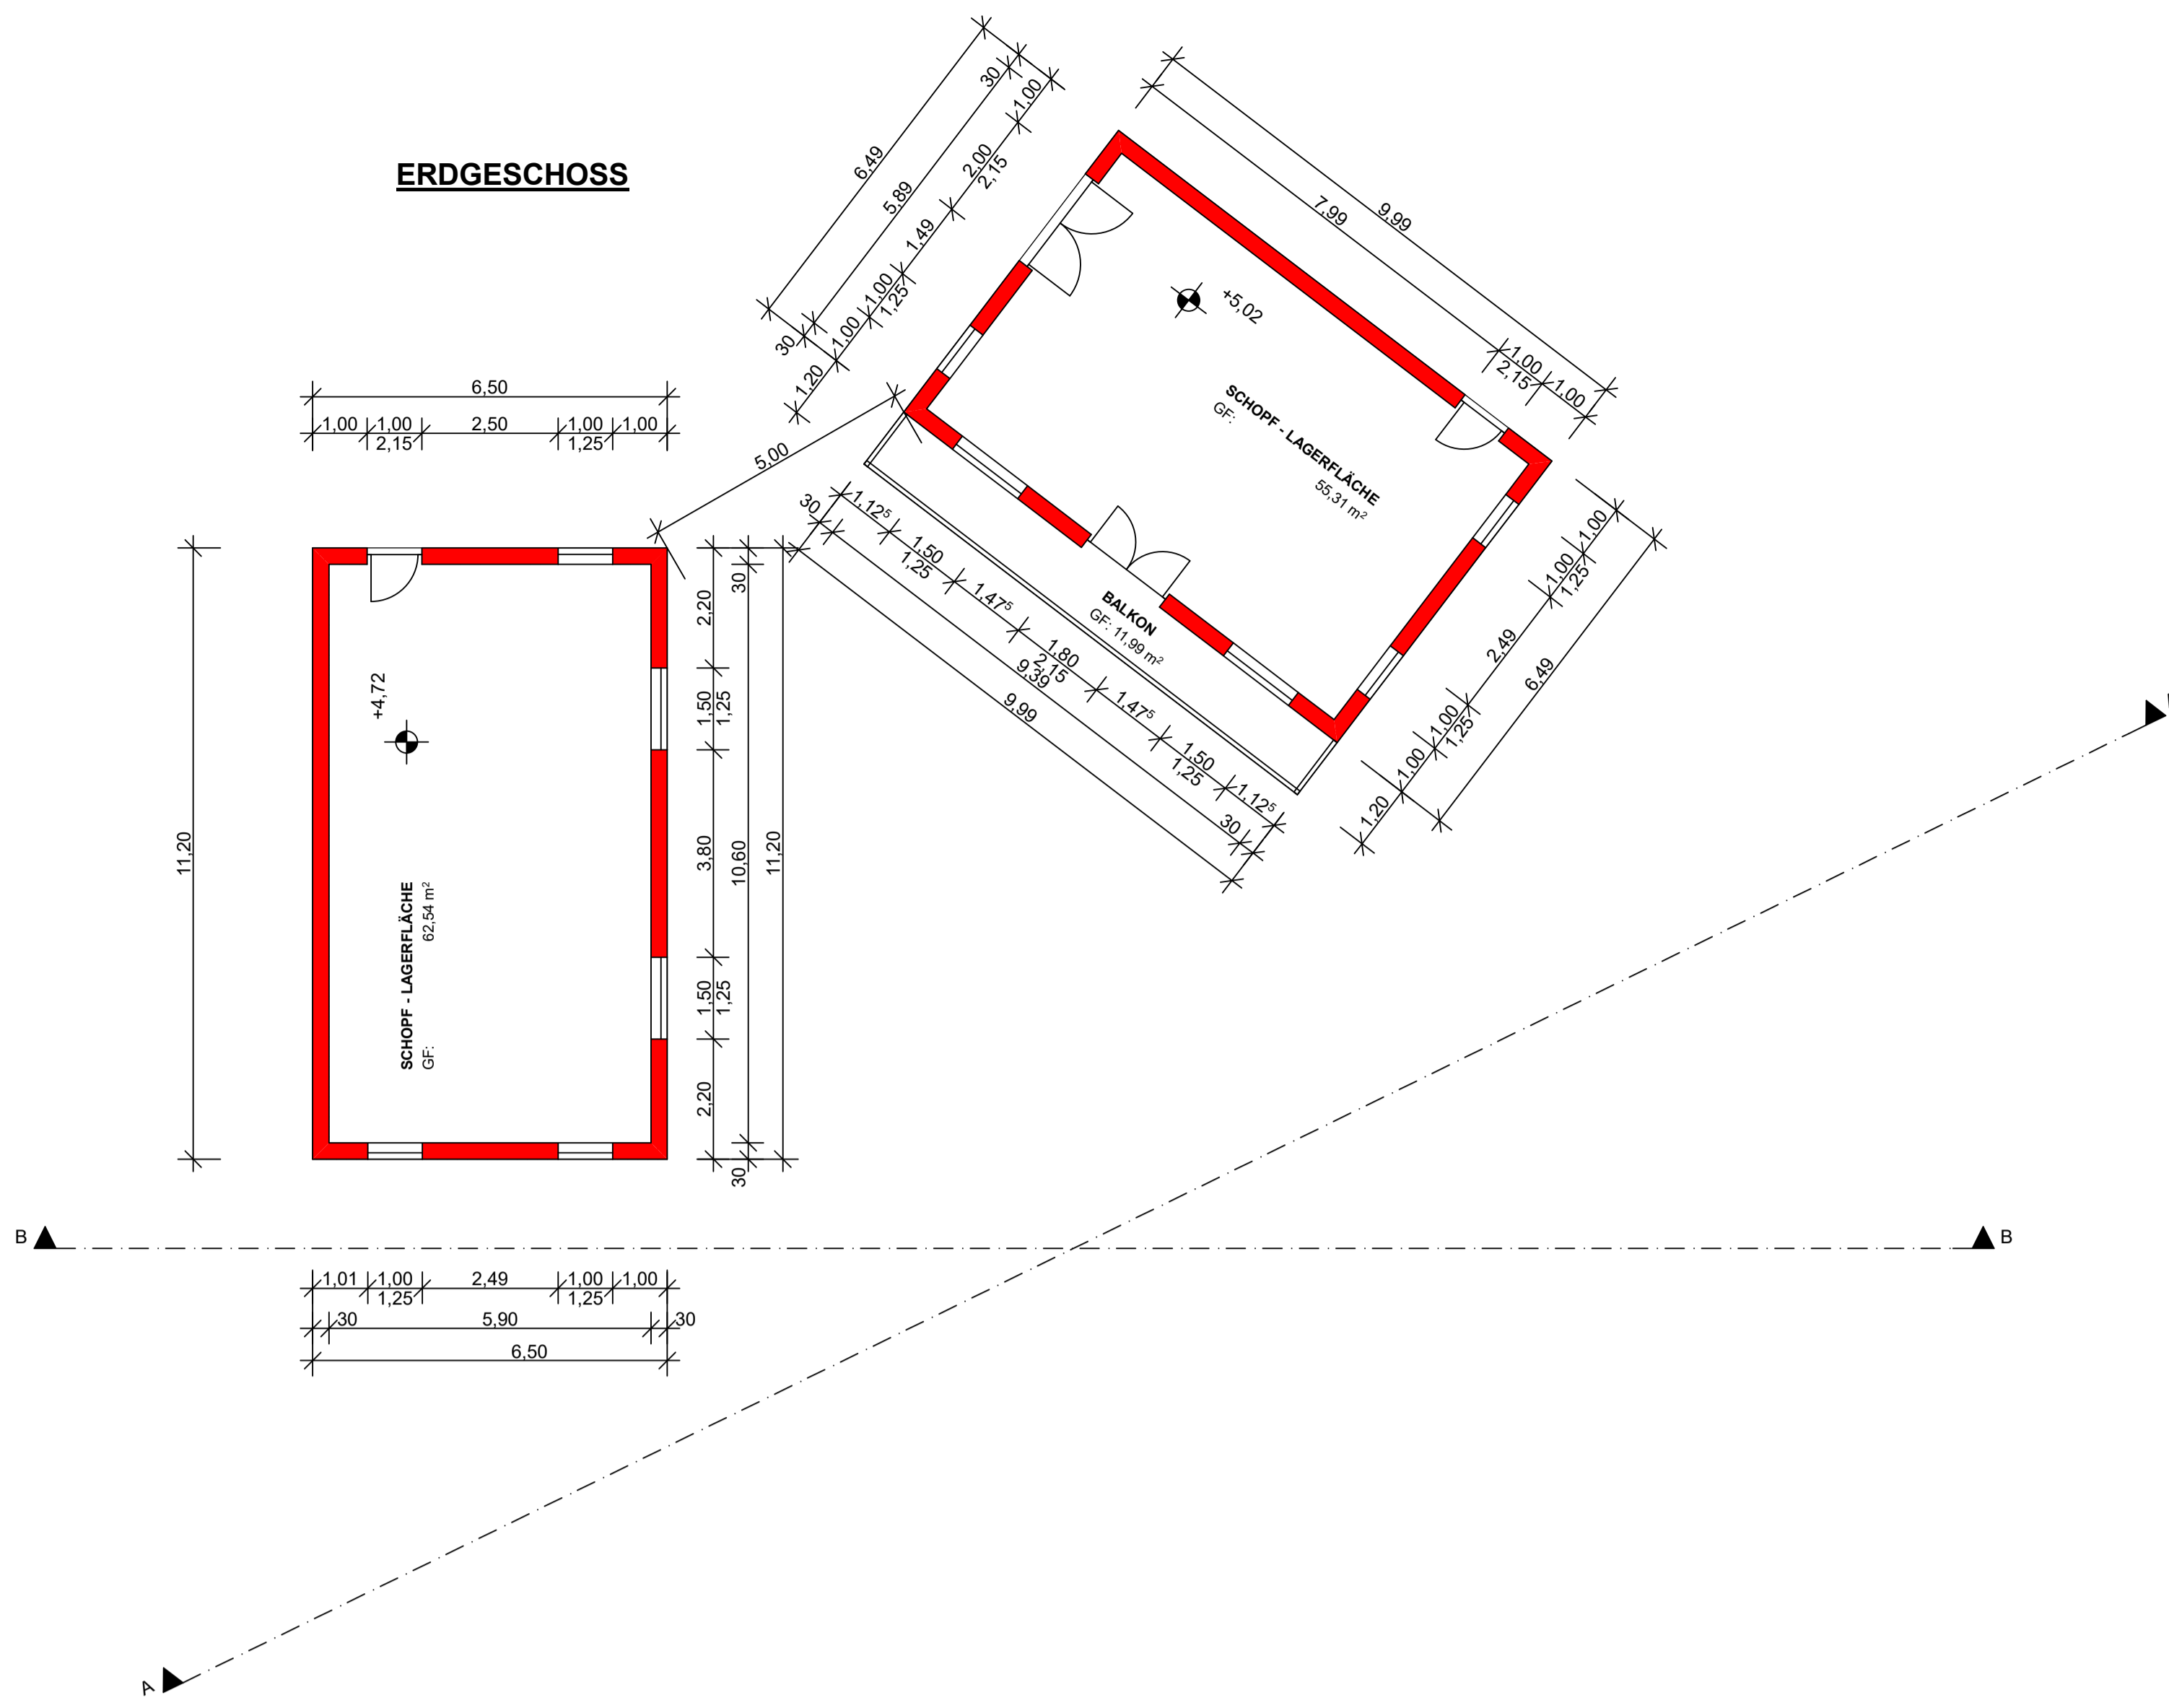 ERDGESCHOSS
6,50
1,00 1,00 2,50 1,00 1,00
2,15 1,25
6,49
30 5,89 30
1,20 1,00 1,00 1,49 2,00 1,00
1,25 2,15
9,99
7,99 1,00 1,00
2,15
5,00
+5,02
SCHOPF - LAGERFLÄCHE
GF: 55,31 m²
BALKON
GF: 11,99 m²
1,12⁵ 1,50 1,47⁵ 1,80 1,47⁵ 1,50 1,12⁵
1,25 2,15 1,25
30 9,39 30
9,99
1,20 1,00 1,00 2,49 1,00 1,00
1,25 1,25
6,49
11,20
+4,72
SCHOPF - LAGERFLÄCHE
GF: 62,54 m²
2,20 1,50 3,80 1,50 2,20
1,25 1,25
30 10,60 30
11,20
B B
1,01 1,00 2,49 1,00 1,00
1,25 1,25
30 5,90 30
6,50
A